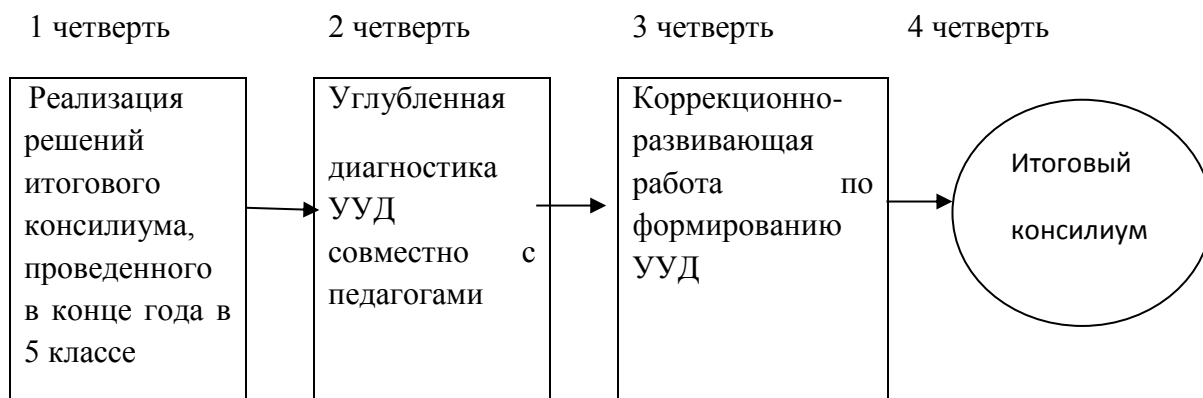 1 четверть 2 четверть 3 четверть 4 четверть
Реализация
решений
итогового
консилиума,
проведенного
в конце года в
5 классе
Углубленная
диагностика
УУД
совместно с
педагогами
Коррекционно-
развивающая
работа по
формированию
УУД
Итоговый
консилиум